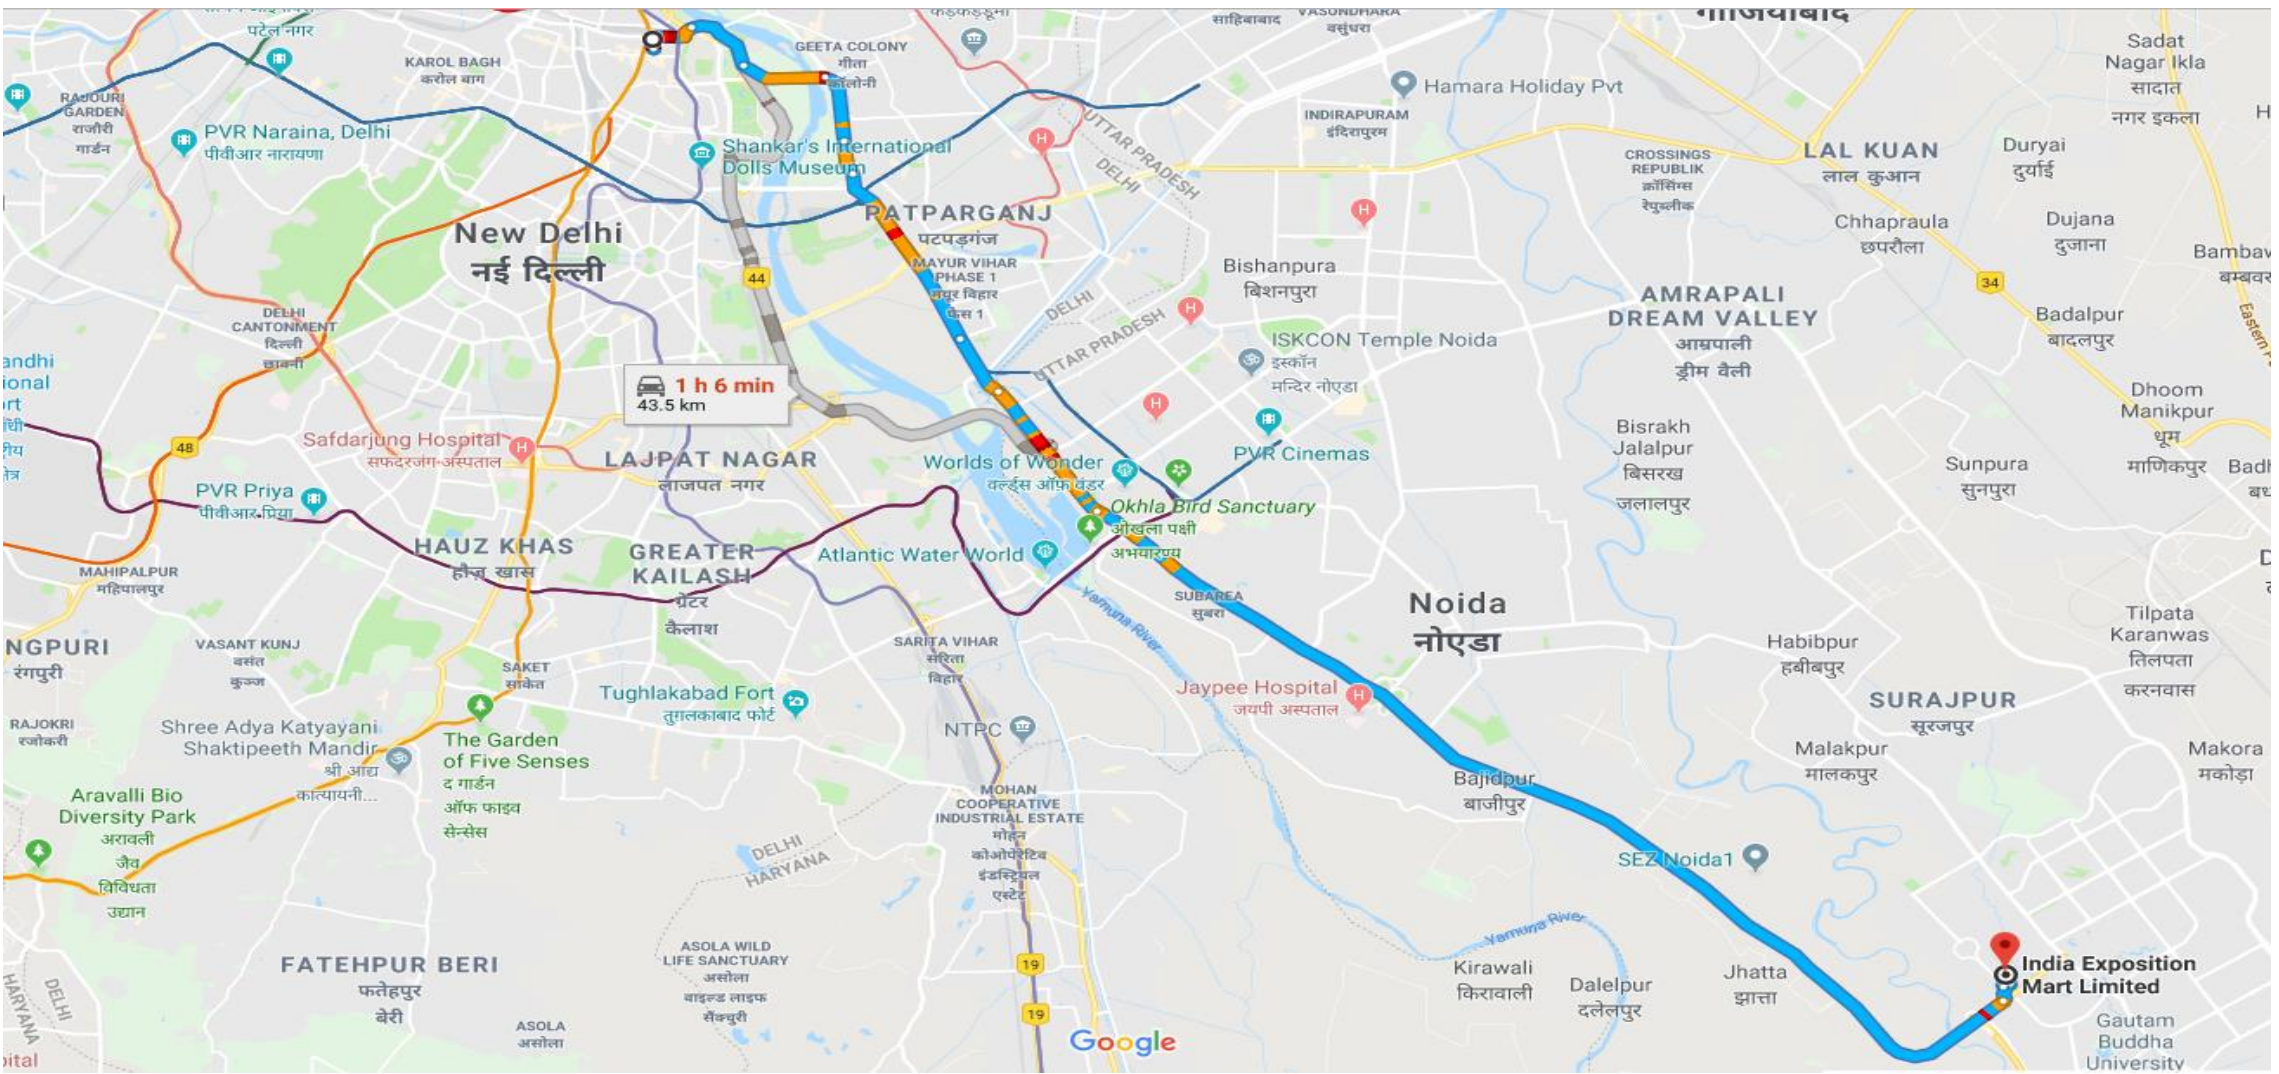 पटेल नगर
KAROL BAGH
करोल बाग
GEETA COLONY
गीता
कॉलोनी
साहिबाबाद
VASUNDHARA
वसुंधरा
गाजियाबाद
Sadat
Nagar Ikla
सादात
नगर इकला
RAJOURI
GARDEN
राजौरी
गार्डन
PVR Naraina, Delhi
पीवीआर नारायणा
Shankar's International
Dolls Museum
Hamara Holiday Pvt
INDIRAPURAM
इंदिरापुरम
UTTAR PRADESH
DELHI
CROSSINGS
REPUBLIK
क्रॉसिंग्स
रेपुब्लीक
LAL KUAN
लाल कुआन
Duryai
दुर्याई
New Delhi
नई दिल्ली
PATPARGANJ
पटपड़गंज
MAYUR VIHAR
PHASE 1
मयूर विहार
फेस 1
44
Bishanpura
बिशनपुरा
Chhapraula
छपरौला
Dujana
दुजाना
34
DELHI
UTTAR PRADESH
AMRAPALI
DREAM VALLEY
आम्रपाली
ड्रीम वैली
Badalpur
बादलपुर
DELHI
CANTONMENT
दिल्ली
छावनी
ISKCON Temple Noida
इस्कॉन
मन्दिर नोएडा
1 h 6 min
43.5 km
Dhoom
Manikpur
धूम
माणिकपुर
48
Safdarjung Hospital
सफदरजंग अस्पताल
LAJPAT NAGAR
लाजपत नगर
Worlds of Wonder
वर्ल्ड्स ऑफ़ वंडर
PVR Cinemas
Bisrakh
Jalalpur
बिसरख
जलालपुर
Sunpura
सुनपुरा
PVR Priya
पीवीआर प्रिया
Okhla Bird Sanctuary
ओखला पक्षी
अभयारण्य
HAUZ KHAS
हौज़ खास
GREATER
KAILASH
ग्रेटर
कैलाश
Atlantic Water World
MAHIPALPUR
महिपालपुर
Yamuna River
SUBAREA
सुबरा
Noida
नोएडा
Tilpata
Karanwas
तिलपता
करनवास
NGPURI
रंगपुरी
VASANT KUNJ
वसंत
कुञ्ज
SAKET
साकेत
SARITA VIHAR
सरिता
विहार
Habibpur
हबीबपुर
Tughlakabad Fort
तुग़लकाबाद फोर्ट
Jaypee Hospital
जयपी अस्पताल
SURAJPUR
सूरजपुर
RAJOKRI
रजोकरी
Shree Adya Katyayani
Shaktipeeth Mandir
श्री आद्य
कात्यायनी...
The Garden
of Five Senses
द गार्डन
ऑफ फाइव
सेन्सेस
NTPC
Malakpur
मालकपुर
Makora
मकोड़ा
Bajidpur
बाजीपुर
Aravalli Bio
Diversity Park
अरावली
जैव
विविधता
उद्यान
MOHAN
COOPERATIVE
INDUSTRIAL ESTATE
मोहन
कोओपेरेटिव
इंडस्ट्रियल
एस्टेट
DELHI
HARYANA
SEZ Noida1
Yamuna River
FATEHPUR BERI
फतेहपुर
बेरी
ASOLA WILD
LIFE SANCTUARY
असोला
वाइल्ड लाइफ
सैंक्चुरी
19
Kirawali
किरावाली
Dalelpur
दलेलपुर
Jhatta
झात्ता
India Exposition
Mart Limited
HARYANA
DELHI
ASOLA
असोला
19
Google
Gautam
Buddha
University